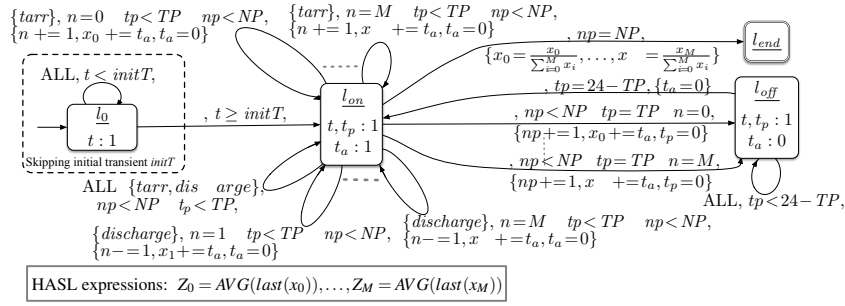 {tarr}, n=0 tp<TP np<NP,
{n += 1, x0 += ta, ta=0}
{tarr}, n=M tp<TP np<NP,
{n += 1, x += ta, ta=0}
, np=NP,
{x0 = x0 / ∑_{i=0}^{M} xi, ..., x = xM / ∑_{i=0}^{M} xi}
lend
ALL, t<initT,
l0
t : 1
Skipping initial transient initT
, t ≥ initT,
lon
t, tp : 1
ta : 1
, tp=24−TP, {ta=0}
, np<NP tp=TP n=0,
{np+=1, x0+=ta, tp=0}
, np<NP tp=TP n=M,
{np+=1, x +=ta, tp=0}
loff
t, tp : 1
ta : 0
ALL, tp<24−TP,
ALL {tarr, dis arge},
np<NP tp<TP,
{discharge}, n=1 tp<TP np<NP,
{n−=1, x1+=ta, ta=0}
{discharge}, n=M tp<TP np<NP,
{n−=1, x +=ta, ta=0}
HASL expressions: Z0 = AVG(last(x0)), ..., ZM = AVG(last(xM))